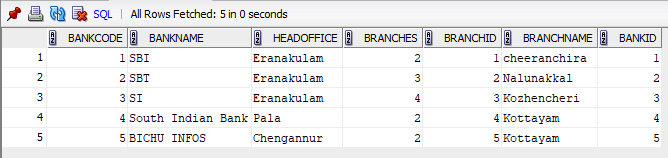 SQL | All Rows Fetched: 5 in 0 seconds
BANKCODE BANKNAME HEADOFFICE BRANCHES BRANCHID BRANCHNAME BANKID
1 1 SBI Eranakulam 2 1 cheeranchira 1
2 2 SBT Eranakulam 3 2 Nalunakkal 2
3 3 SI Eranakulam 4 3 Kozhencheri 3
4 4 South Indian Bank Pala 2 4 Kottayam 4
5 5 BICHU INFOS Chengannur 2 5 Kottayam 5